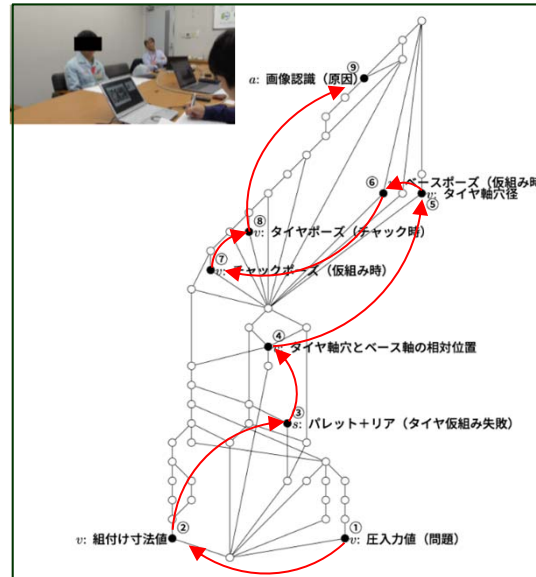 ⑨
a: 画像認識（原因）
⑥
ベースポーズ（仮組み時）
v: タイヤ軸穴径
⑤
⑧
v: タイヤポーズ（チャック時）
⑦
v: チャックポーズ（仮組み時）
④
タイヤ軸穴とベース軸の相対位置
③
s: パレット＋リア（タイヤ仮組み失敗）
②
v: 組付け寸法値
①
v: 圧入力値（問題）